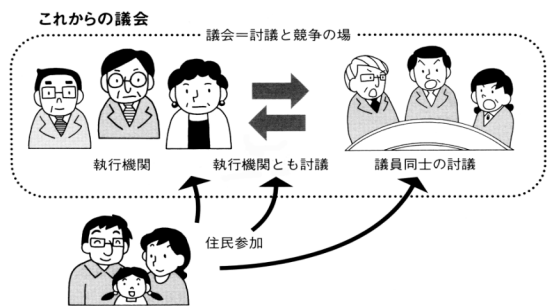 これからの議会
議会＝討議と競争の場
執行機関
執行機関とも討議
議員同士の討議
住民参加